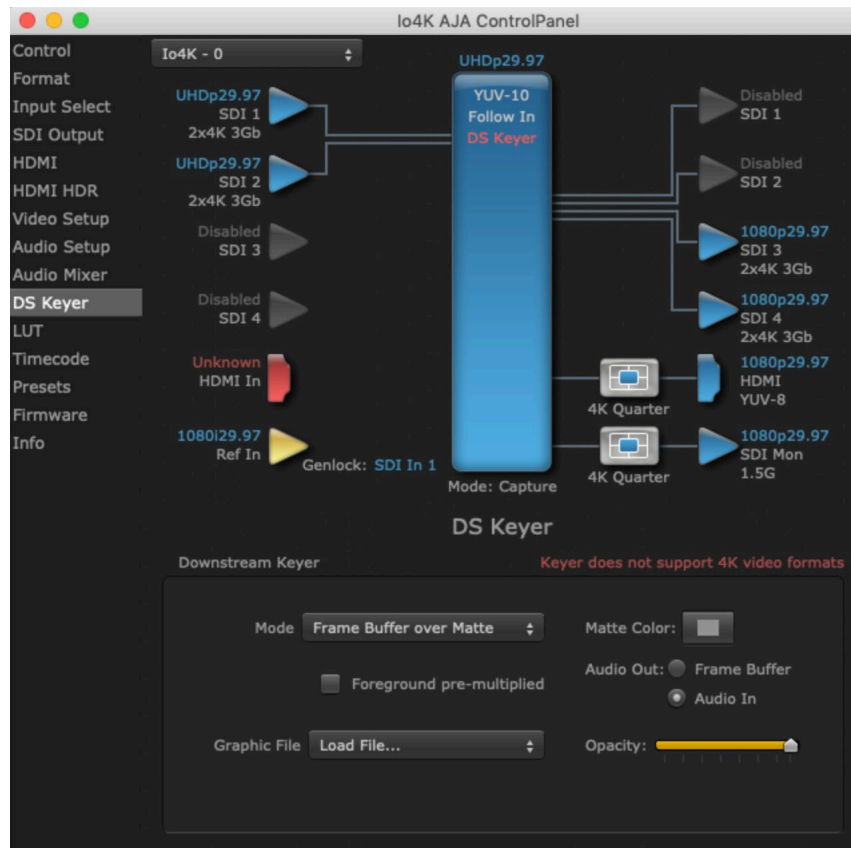 Io4K AJA ControlPanel
Control
Format
Input Select
SDI Output
HDMI
HDMI HDR
Video Setup
Audio Setup
Audio Mixer
DS Keyer
LUT
Timecode
Presets
Firmware
Info
Io4K - 0
UHDp29.97
SDI 1
2x4K 3Gb
UHDp29.97
SDI 2
2x4K 3Gb
Disabled
SDI 3
Disabled
SDI 4
Unknown
HDMI In
1080i29.97
Ref In
Genlock: SDI In 1
UHDp29.97
YUV-10
Follow In
DS Keyer
Mode: Capture
Disabled
SDI 1
Disabled
SDI 2
1080p29.97
SDI 3
2x4K 3Gb
1080p29.97
SDI 4
2x4K 3Gb
4K Quarter
1080p29.97
HDMI
YUV-8
4K Quarter
1080p29.97
SDI Mon
1.5G
DS Keyer
Downstream Keyer
Keyer does not support 4K video formats
Mode Frame Buffer over Matte
Matte Color:
Foreground pre-multiplied
Audio Out: Frame Buffer
Audio In
Graphic File Load File...
Opacity: